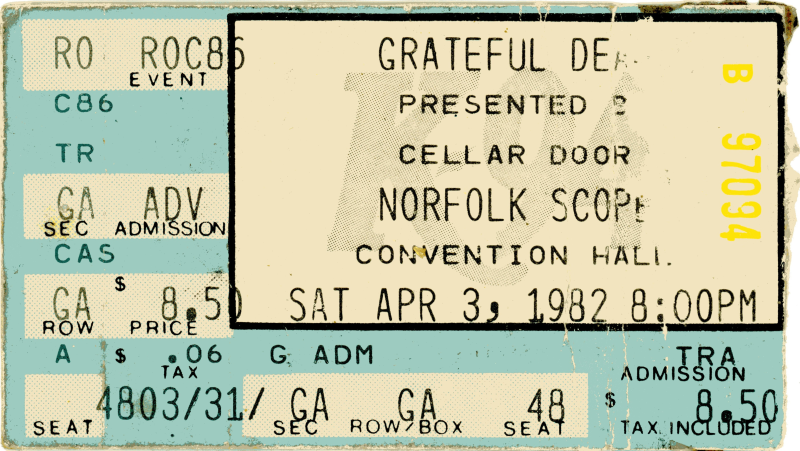 RO ROC86 GRATEFUL DEA
EVENT
C86 PRESENTED B
TR CELLAR DOOR
GA ADV NORFOLK SCOPE
SEC ADMISSION
CAS CONVENTION HALL
$
GA 8.50 SAT APR 3, 1982 8:00PM
ROW PRICE
A $ .06 G ADM TRA
TAX ADMISSION
4803/31/ GA GA 48 $ 8.50
SEAT SEC ROW/BOX SEAT TAX INCLUDED
B 97094
K-94